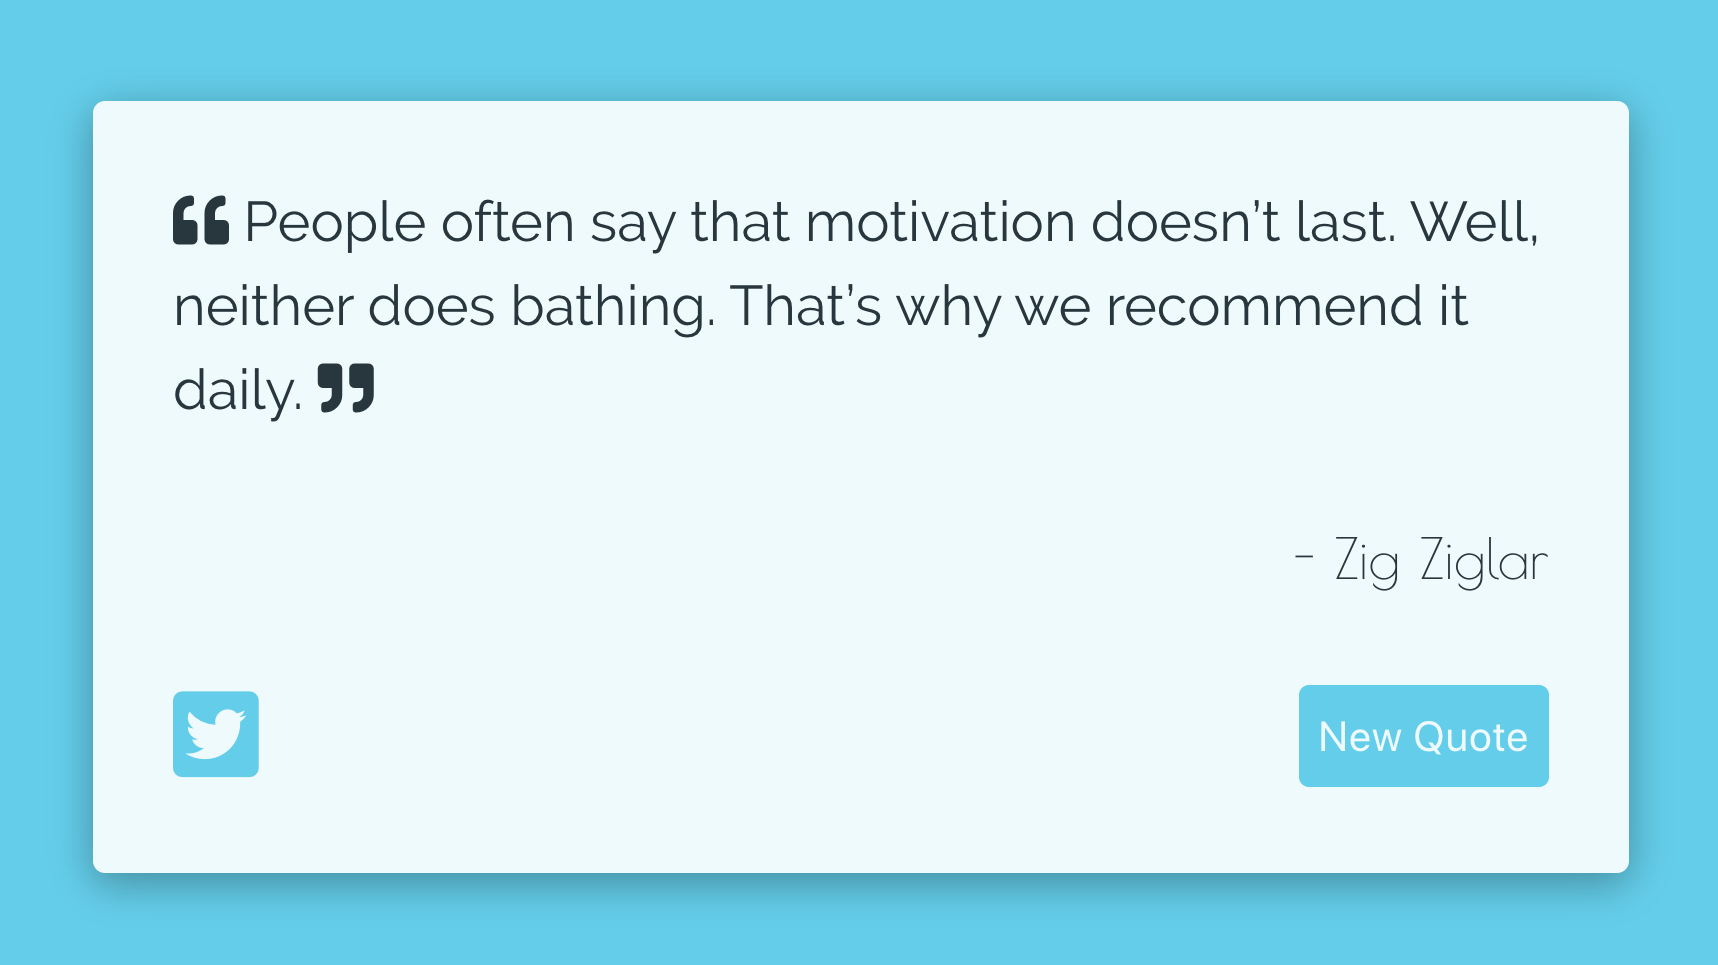 “ People often say that motivation doesn’t last. Well,
neither does bathing. That’s why we recommend it
daily. ”
- Zig Ziglar
New Quote